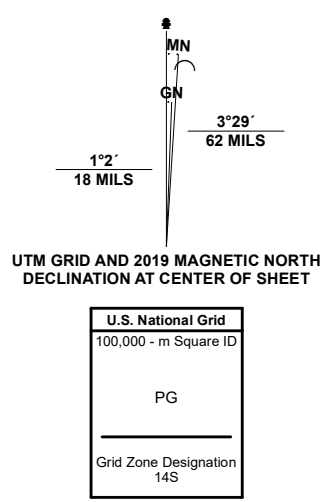 MN
GN
3°29´
62 MILS
1°2´
18 MILS
UTM GRID AND 2019 MAGNETIC NORTH
DECLINATION AT CENTER OF SHEET
U.S. National Grid
100,000 - m Square ID
PG
Grid Zone Designation
14S